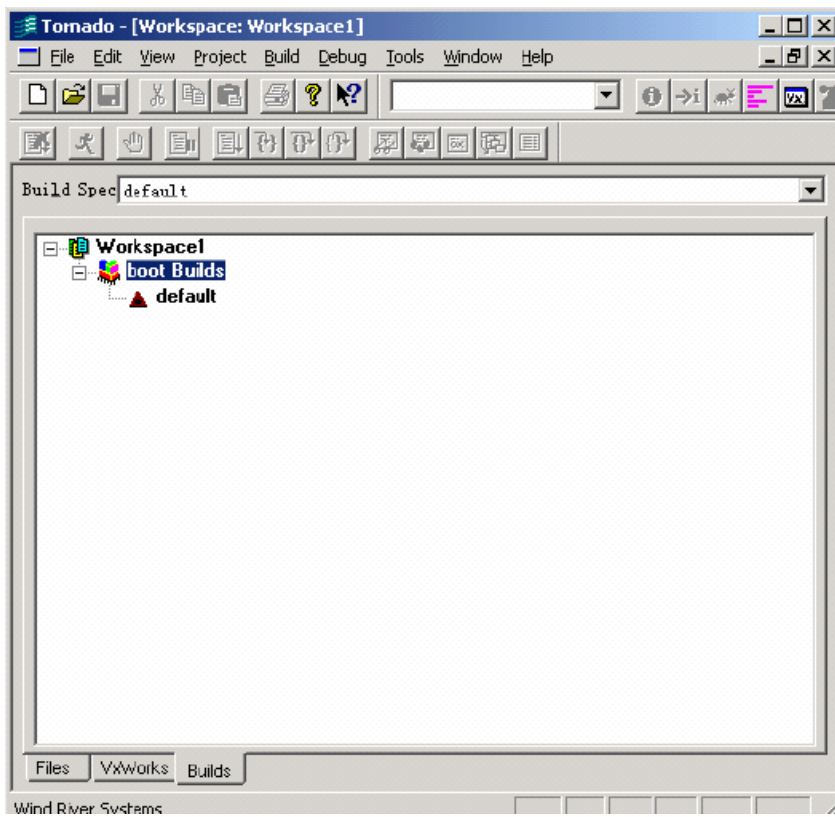 Tornado - [Workspace: Workspace1]
File Edit View Project Build Debug Tools Window Help
Build Spec default
Workspace1
boot Builds
default
Files VxWorks Builds
Wind River Systems